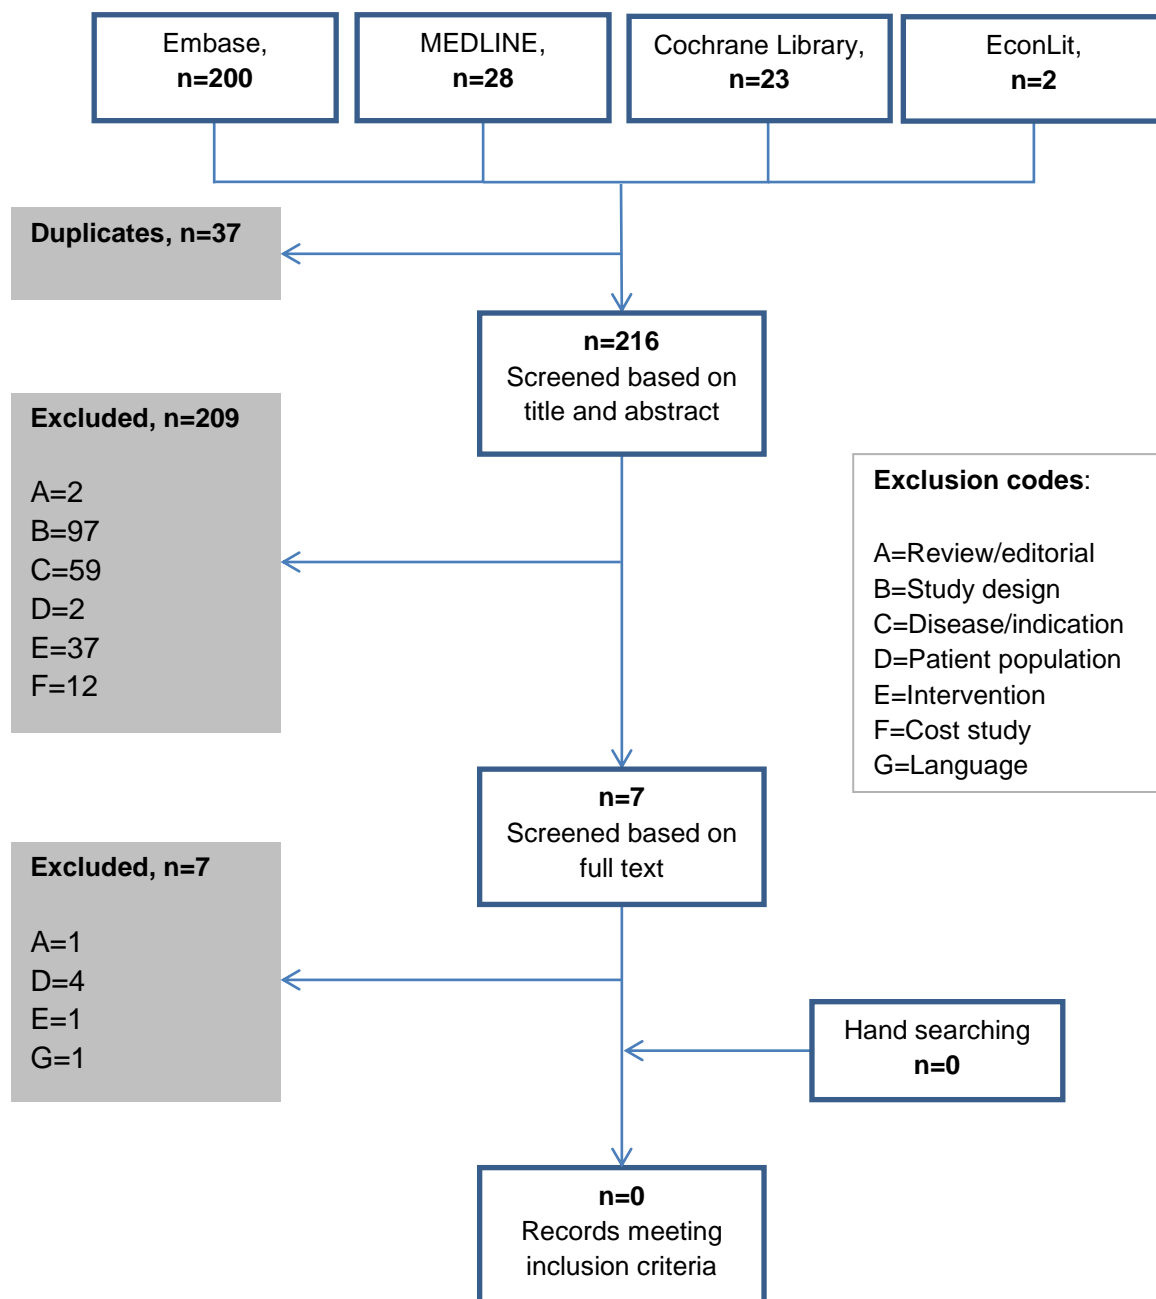 Embase,
n=200
MEDLINE,
n=28
Cochrane Library,
n=23
EconLit,
n=2
Duplicates, n=37
n=216
Screened based on
title and abstract
Excluded, n=209
A=2
B=97
C=59
D=2
E=37
F=12
Exclusion codes:
A=Review/editorial
B=Study design
C=Disease/indication
D=Patient population
E=Intervention
F=Cost study
G=Language
n=7
Screened based on
full text
Excluded, n=7
A=1
D=4
E=1
G=1
Hand searching
n=0
n=0
Records meeting
inclusion criteria